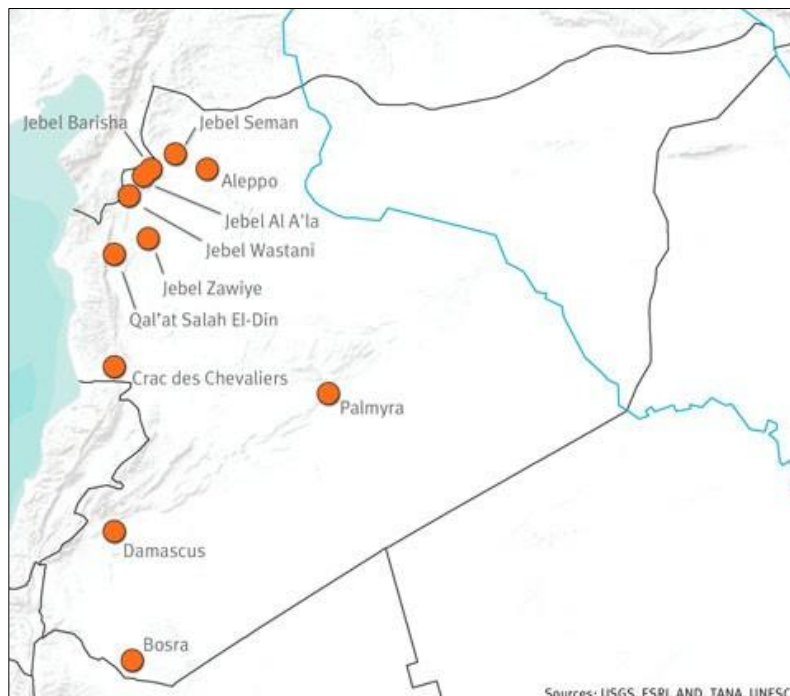 Jebel Barisha
Jebel Seman
Aleppo
Jebel Al A'la
Jebel Wastani
Jebel Zawiye
Qal'at Salah El-Din
Crac des Chevaliers
Palmyra
Damascus
Bosra
Sources: USGS, ESRI, AND, TANA, UNESC